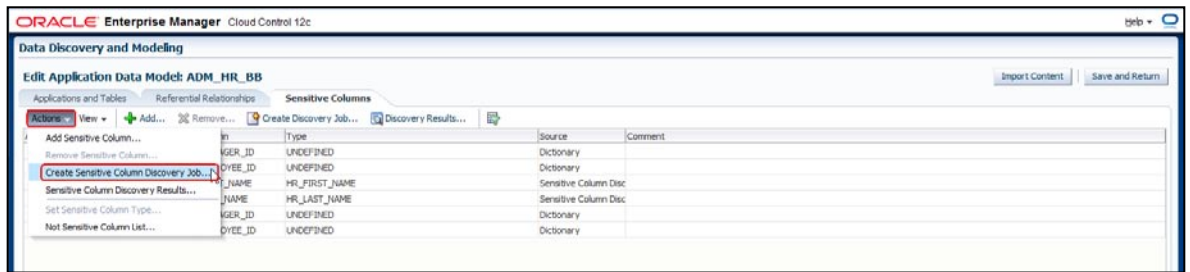 ORACLE Enterprise Manager Cloud Control 12c Help
Data Discovery and Modeling
Edit Application Data Model: ADM_HR_BB Import Content Save and Return
Applications and Tables Referential Relationships Sensitive Columns
Actions View Add... Remove... Create Discovery Job... Discovery Results...
Type Source Comment
Add Sensitive Column...
Remove Sensitive Column...
Create Sensitive Column Discovery Job...
Sensitive Column Discovery Results...
Set Sensitive Column Type...
Not Sensitive Column List...
GER_ID UNDEFINED Dictionary
OYEE_ID UNDEFINED Dictionary
T_NAME HR_FIRST_NAME Sensitive Column Disc
NAME HR_LAST_NAME Sensitive Column Disc
GER_ID UNDEFINED Dictionary
OYEE_ID UNDEFINED Dictionary